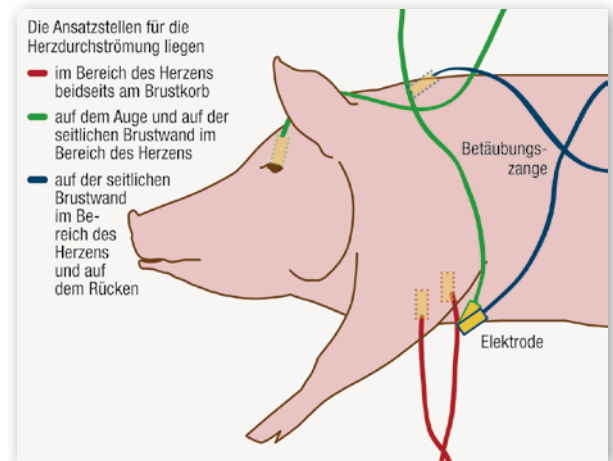 Die Ansatzstellen für die
Herzdurchströmung liegen
im Bereich des Herzens
beidseits am Brustkorb
auf dem Auge und auf der
seitlichen Brustwand im
Bereich des Herzens
auf der seitlichen
Brustwand
im Be-
reich des
Herzens
und auf
dem Rücken
Betäubungs-
zange
Elektrode